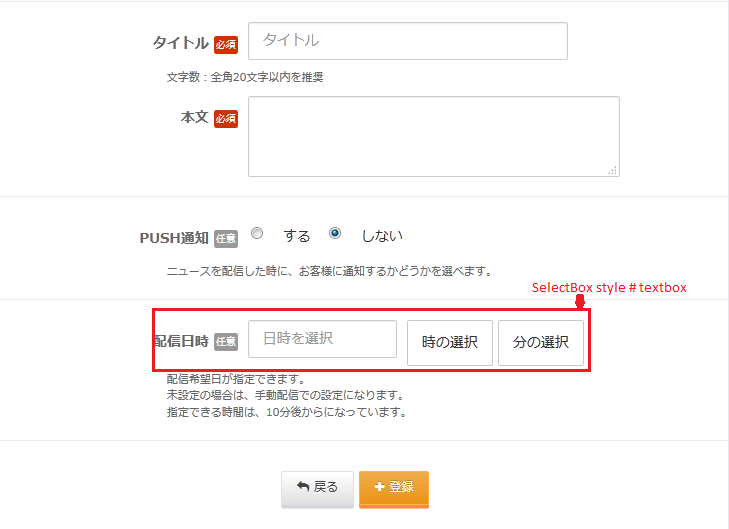 タイトル 必須 タイトル
文字数：全角20文字以内を推奨
本文 必須
PUSH通知 任意 する しない
ニュースを配信した時に、お客様に通知するかどうかを選べます。
SelectBox style # textbox
配信日時 任意 日時を選択 時の選択 分の選択
配信希望日が指定できます。
未設定の場合は、手動配信での設定になります。
指定できる時間は、10分後からになっています。
戻る 登録